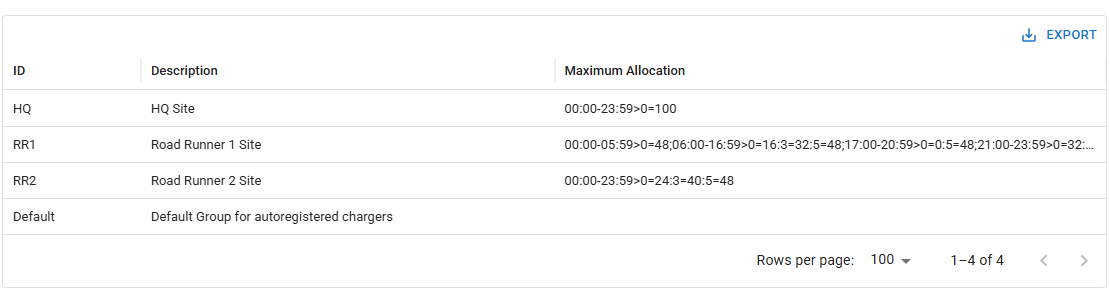 EXPORT
ID Description Maximum Allocation
HQ HQ Site 00:00-23:59>0=100
RR1 Road Runner 1 Site 00:00-05:59>0=48;06:00-16:59>0=16:3=32:5=48;17:00-20:59>0=0:5=48;21:00-23:59>0=32:...
RR2 Road Runner 2 Site 00:00-23:59>0=24:3=40:5=48
Default Default Group for autoregistered chargers
Rows per page: 100 1–4 of 4